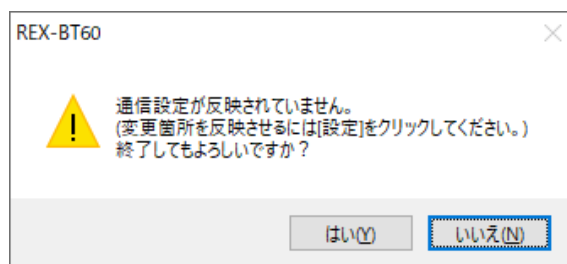 REX-BT60
通信設定が反映されていません。
(変更箇所を反映させるには[設定]をクリックしてください。)
終了してもよろしいですか？
はい(Y)
いいえ(N)